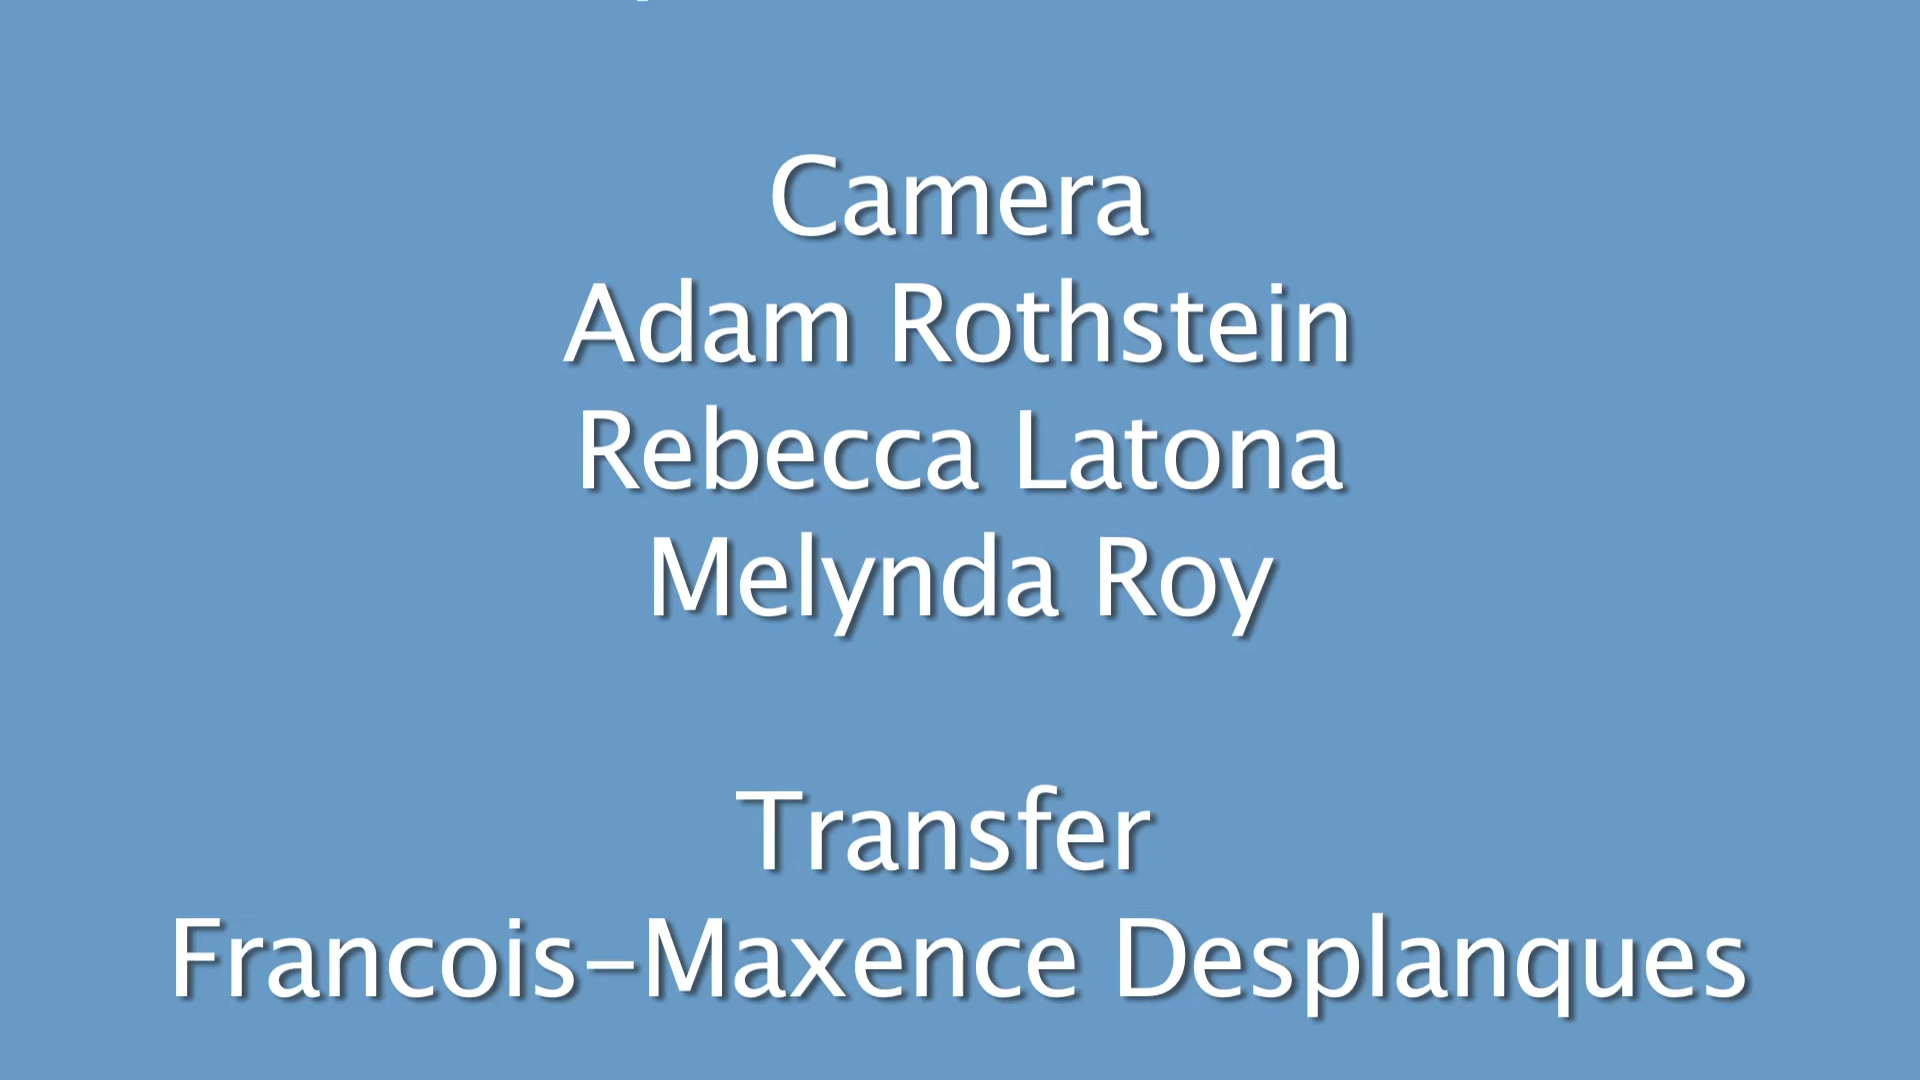 Camera
Adam Rothstein
Rebecca Latona
Melynda Roy
Transfer
Francois-Maxence Desplanques